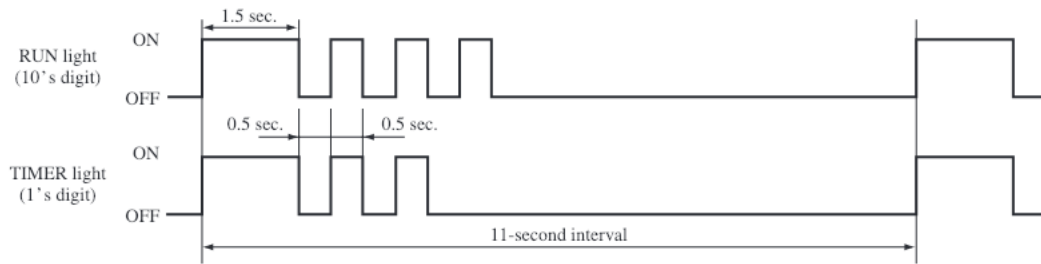 1.5 sec.
ON
RUN light
(10's digit)
OFF
0.5 sec.
0.5 sec.
ON
TIMER light
(1's digit)
OFF
11-second interval